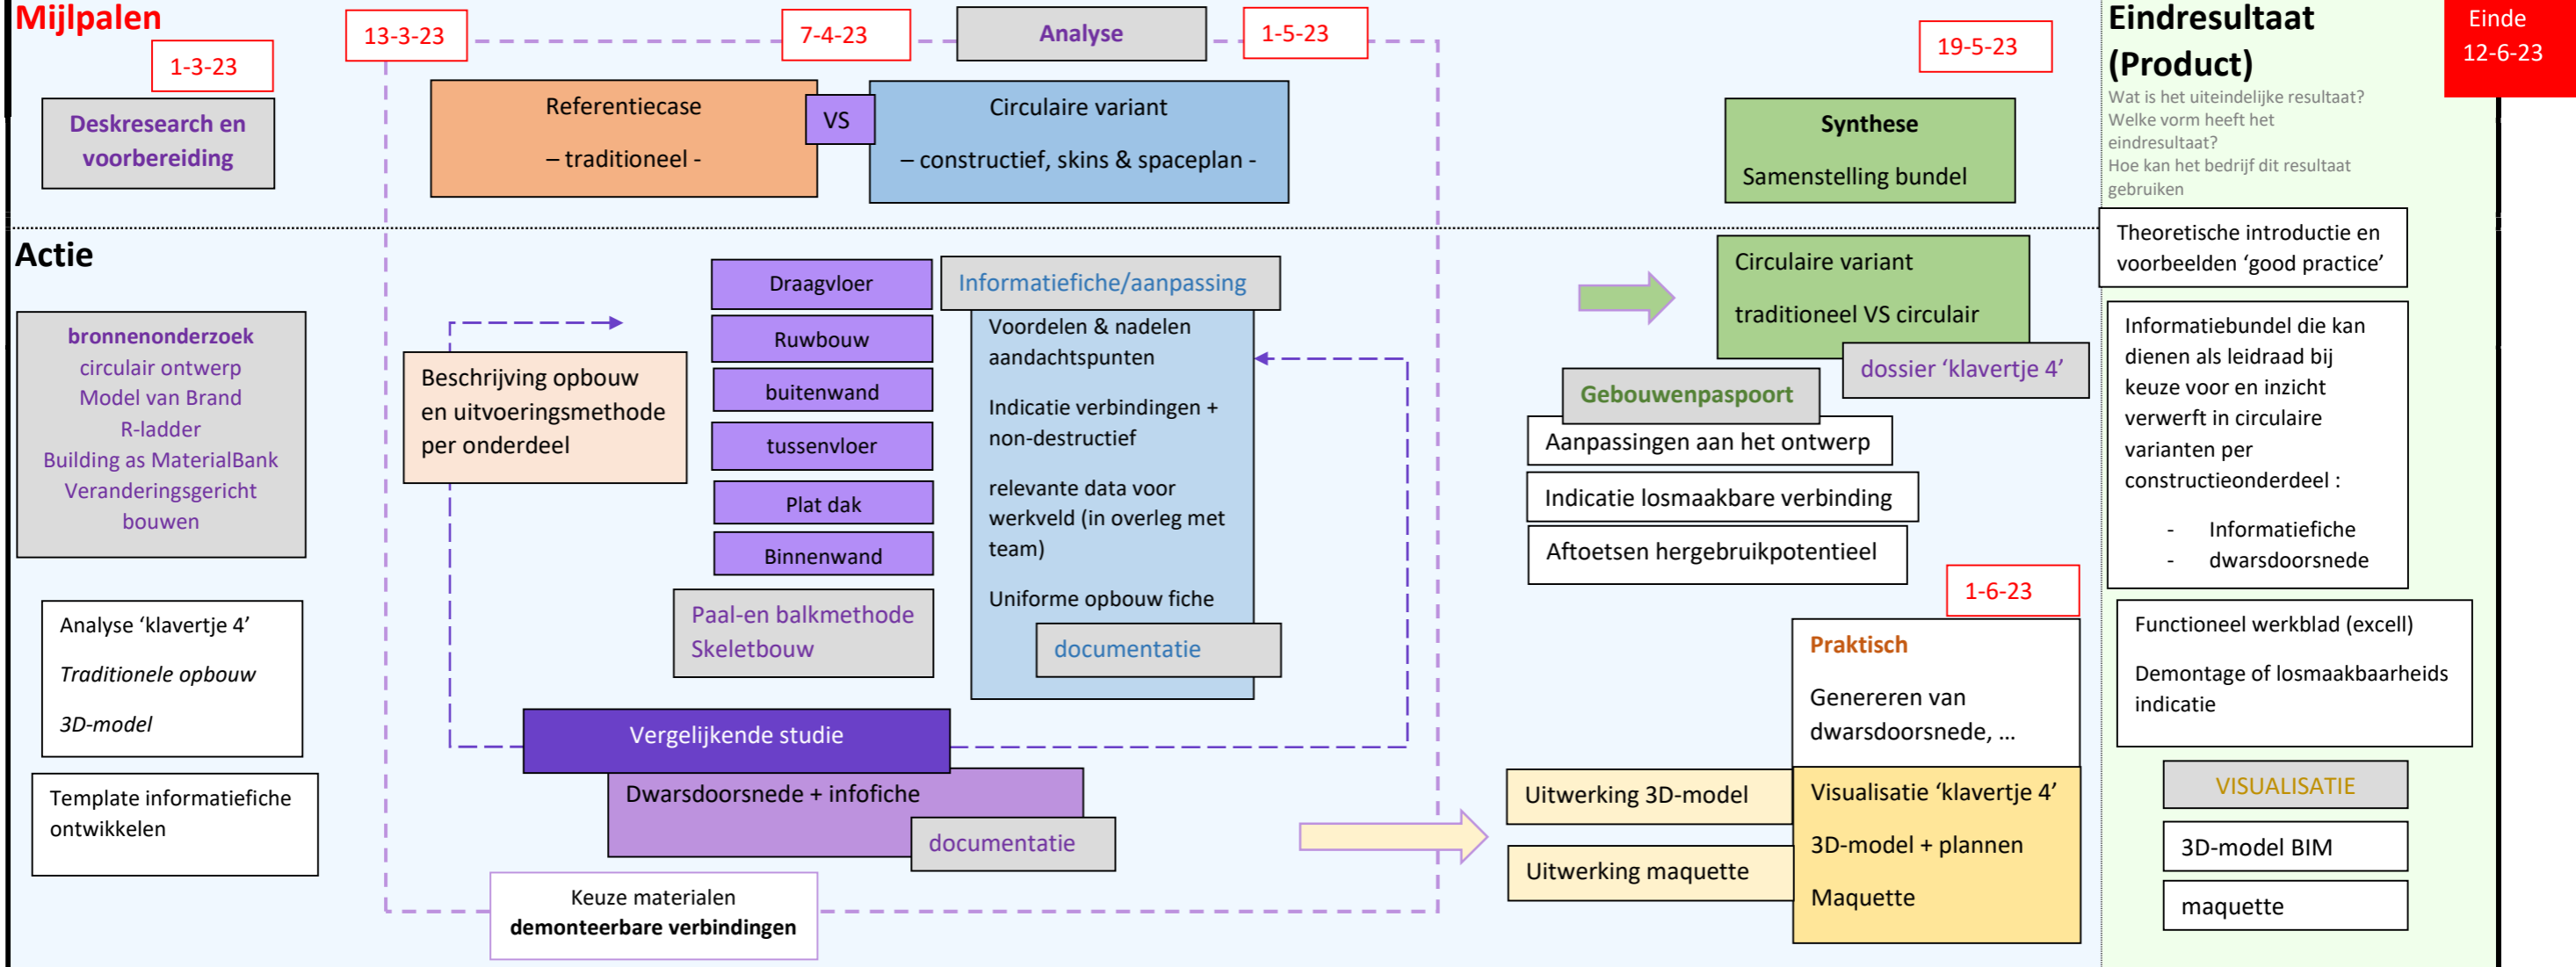 Mijlpalen
1-3-23
13-3-23
7-4-23
Analyse
1-5-23
19-5-23
Deskresearch en
voorbereiding
Referentiecase
– traditioneel -
VS
Circulaire variant
– constructief, skins & spaceplan -
Synthese
Samenstelling bundel
Eindresultaat
(Product)
Wat is het uiteindelijke resultaat?
Welke vorm heeft het
eindresultaat?
Hoe kan het bedrijf dit resultaat
gebruiken
Einde
12-6-23
Actie
bronnenonderzoek
circulair ontwerp
Model van Brand
R-ladder
Building as MaterialBank
Veranderingsgericht
bouwen
Analyse ‘klavertje 4’
Traditionele opbouw
3D-model
Template informatiefiche
ontwikkelen
Beschrijving opbouw
en uitvoeringsmethode
per onderdeel
Draagvloer
Ruwbouw
buitenwand
tussenvloer
Plat dak
Binnenwand
Paal-en balkmethode
Skeletbouw
Informatiefiche/aanpassing
Voordelen & nadelen
aandachtspunten
Indicatie verbindingen +
non-destructief
relevante data voor
werkveld (in overleg met
team)
Uniforme opbouw fiche
documentatie
Vergelijkende studie
Dwarsdoorsnede + infofiche
documentatie
Keuze materialen
demonteerbare verbindingen
Circulaire variant
traditioneel VS circulair
dossier ‘klavertje 4’
Gebouwenpaspoort
Aanpassingen aan het ontwerp
Indicatie losmaakbare verbinding
Aftoetsen hergebruikpotentieel
1-6-23
Praktisch
Genereren van
dwarsdoorsnede, ...
Uitwerking 3D-model
Uitwerking maquette
Visualisatie ‘klavertje 4’
3D-model + plannen
Maquette
Theoretische introductie en
voorbeelden ‘good practice’
Informatiebundel die kan
dienen als leidraad bij
keuze voor en inzicht
verwerft in circulaire
varianten per
constructieonderdeel :
- Informatiefiche
- dwarsdoorsnede
Functioneel werkblad (excell)
Demontage of losmaakbaarheids
indicatie
VISUALISATIE
3D-model BIM
maquette